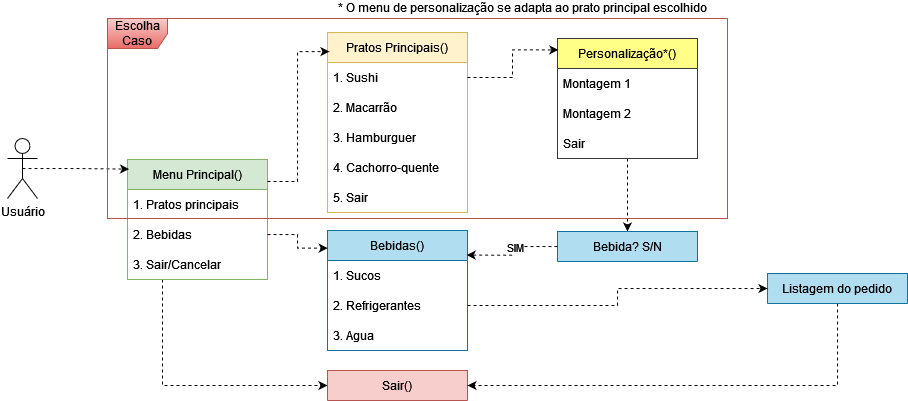 * O menu de personalização se adapta ao prato principal escolhido
Escolha
Caso
Pratos Principais()
1. Sushi
2. Macarrão
3. Hamburguer
4. Cachorro-quente
5. Sair
Personalização*()
Montagem 1
Montagem 2
Sair
Usuário
Menu Principal()
1. Pratos principais
2. Bebidas
3. Sair/Cancelar
Bebidas()
1. Sucos
2. Refrigerantes
3. Agua
SIM
Bebida? S/N
Listagem do pedido
Sair()